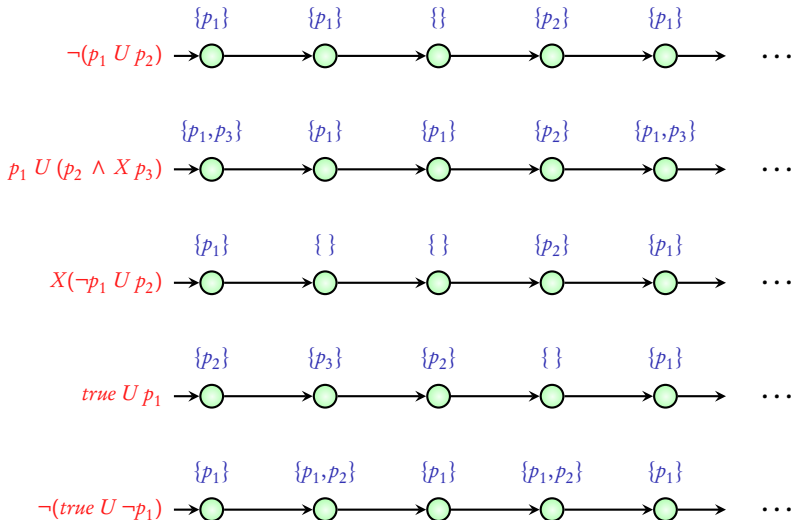 {p₁} {p₁} {} {p₂} {p₁}
¬(p₁ U p₂) ···
{p₁, p₃} {p₁} {p₁} {p₂} {p₁, p₃}
p₁ U (p₂ ∧ X p₃) ···
{p₁} { } { } {p₂} {p₁}
X(¬p₁ U p₂) ···
{p₂} {p₃} {p₂} { } {p₁}
true U p₁ ···
{p₁} {p₁, p₂} {p₁} {p₁, p₂} {p₁}
¬(true U ¬p₁) ···